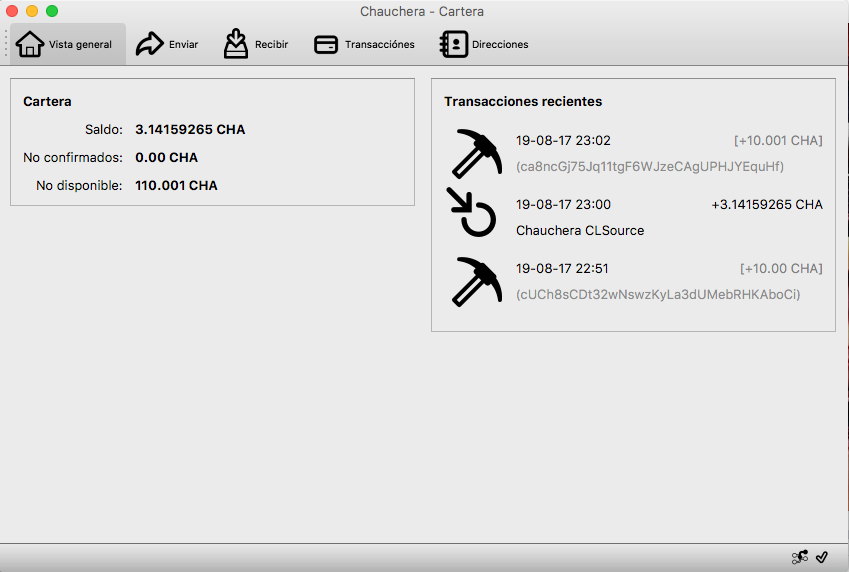 Chauchera - Cartera
Vista general Enviar Recibir Transacciónes Direcciones
Cartera
Saldo: 3.14159265 CHA
No confirmados: 0.00 CHA
No disponible: 110.001 CHA
Transacciones recientes
19-08-17 23:02 [+10.001 CHA]
(ca8ncGj75Jq11tgF6WJzeCAgUPHJYEquHf)
19-08-17 23:00 +3.14159265 CHA
Chauchera CLSource
19-08-17 22:51 [+10.00 CHA]
(cUCh8sCDt32wNswzKyLa3dUMebRHKAboCi)